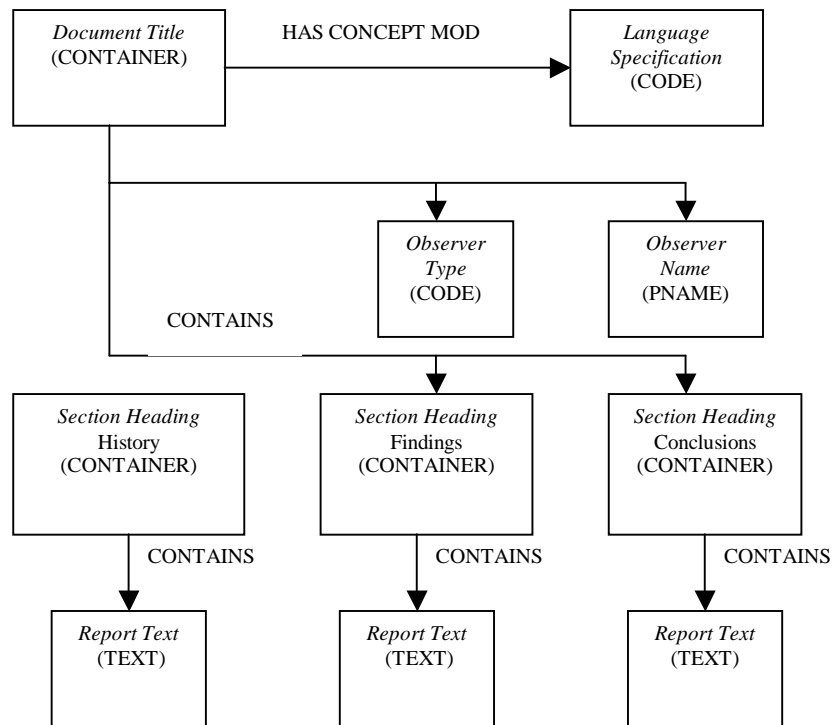 Document Title
(CONTAINER)
HAS CONCEPT MOD
Language
Specification
(CODE)
Observer
Type
(CODE)
Observer
Name
(PNAME)
CONTAINS
Section Heading
History
(CONTAINER)
Section Heading
Findings
(CONTAINER)
Section Heading
Conclusions
(CONTAINER)
CONTAINS
CONTAINS
CONTAINS
Report Text
(TEXT)
Report Text
(TEXT)
Report Text
(TEXT)